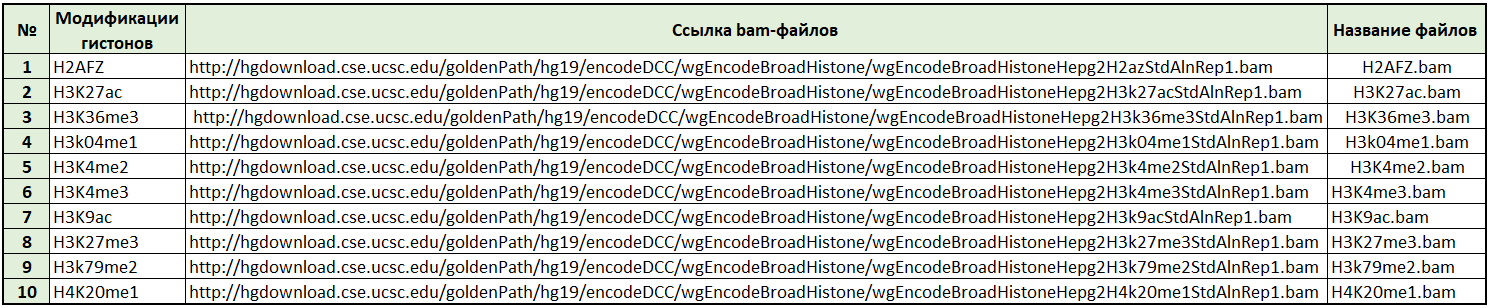 № Модификации гистонов Ссылка bam-файлов Название файлов
1 H2AFZ http://hgdownload.cse.ucsc.edu/goldenPath/hg19/encodeDCC/wgEncodeBroadHistone/wgEncodeBroadHistoneHepg2H2azStdAlnRep1.bam H2AFZ.bam
2 H3K27ac http://hgdownload.cse.ucsc.edu/goldenPath/hg19/encodeDCC/wgEncodeBroadHistone/wgEncodeBroadHistoneHepg2H3k27acStdAlnRep1.bam H3K27ac.bam
3 H3K36me3 http://hgdownload.cse.ucsc.edu/goldenPath/hg19/encodeDCC/wgEncodeBroadHistone/wgEncodeBroadHistoneHepg2H3k36me3StdAlnRep1.bam H3K36me3.bam
4 H3k04me1 http://hgdownload.cse.ucsc.edu/goldenPath/hg19/encodeDCC/wgEncodeBroadHistone/wgEncodeBroadHistoneHepg2H3k04me1StdAlnRep1.bam H3k04me1.bam
5 H3K4me2 http://hgdownload.cse.ucsc.edu/goldenPath/hg19/encodeDCC/wgEncodeBroadHistone/wgEncodeBroadHistoneHepg2H3k4me2StdAlnRep1.bam H3K4me2.bam
6 H3K4me3 http://hgdownload.cse.ucsc.edu/goldenPath/hg19/encodeDCC/wgEncodeBroadHistone/wgEncodeBroadHistoneHepg2H3k4me3StdAlnRep1.bam H3K4me3.bam
7 H3K9ac http://hgdownload.cse.ucsc.edu/goldenPath/hg19/encodeDCC/wgEncodeBroadHistone/wgEncodeBroadHistoneHepg2H3k9acStdAlnRep1.bam H3K9ac.bam
8 H3K27me3 http://hgdownload.cse.ucsc.edu/goldenPath/hg19/encodeDCC/wgEncodeBroadHistone/wgEncodeBroadHistoneHepg2H3k27me3StdAlnRep1.bam H3K27me3.bam
9 H3k79me2 http://hgdownload.cse.ucsc.edu/goldenPath/hg19/encodeDCC/wgEncodeBroadHistone/wgEncodeBroadHistoneHepg2H3k79me2StdAlnRep1.bam H3k79me2.bam
10 H4K20me1 http://hgdownload.cse.ucsc.edu/goldenPath/hg19/encodeDCC/wgEncodeBroadHistone/wgEncodeBroadHistoneHepg2H4k20me1StdAlnRep1.bam H4K20me1.bam